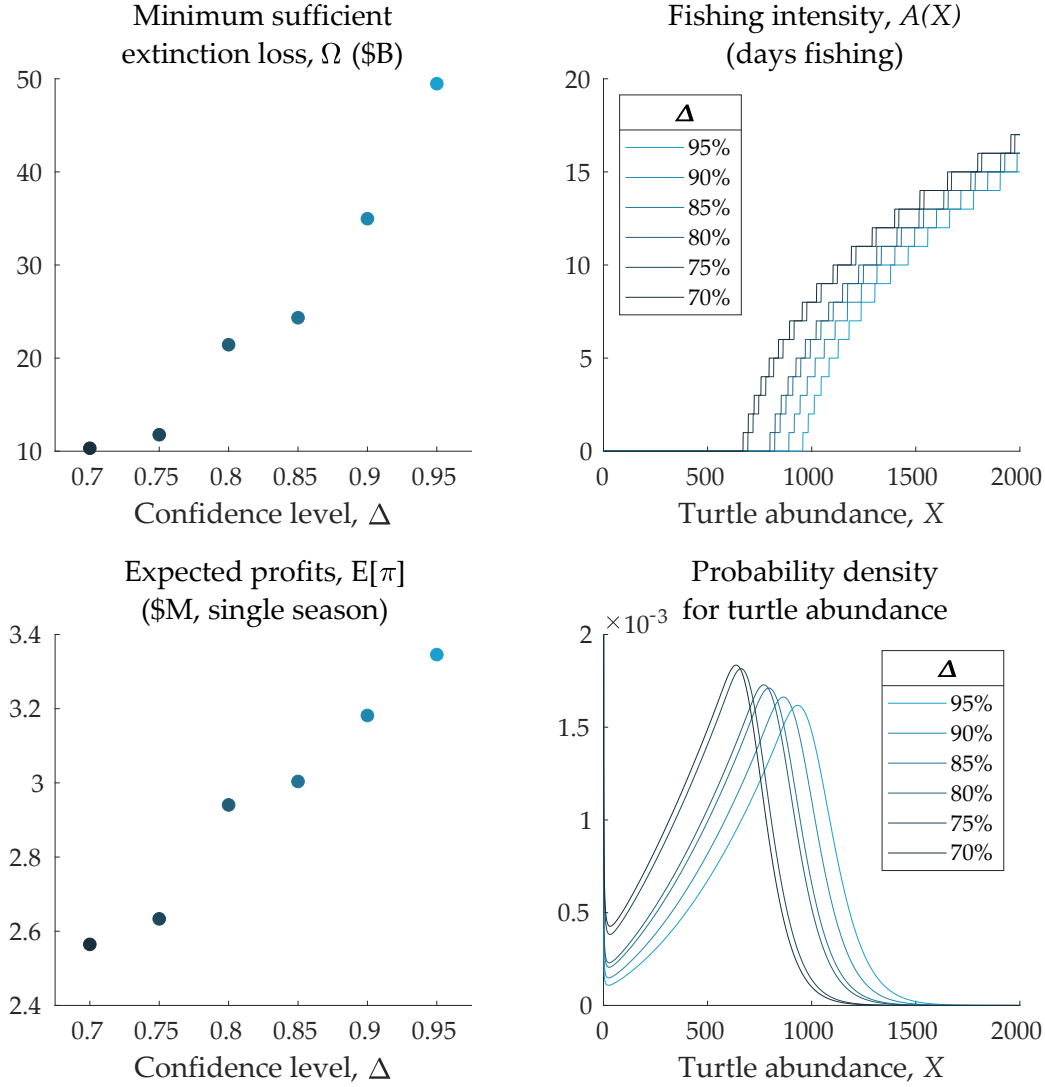 Minimum sufficient
extinction loss, Ω ($B)
50
40
30
20
10
0.7 0.75 0.8 0.85 0.9 0.95
Confidence level, Δ
Fishing intensity, A(X)
(days fishing)
20
15
10
5
0
Δ
95%
90%
85%
80%
75%
70%
0 500 1000 1500 2000
Turtle abundance, X
Expected profits, E[π]
($M, single season)
3.4
3.2
3
2.8
2.6
2.4
0.7 0.75 0.8 0.85 0.9 0.95
Confidence level, Δ
Probability density
for turtle abundance
×10⁻³
2
1.5
1
0.5
0
Δ
95%
90%
85%
80%
75%
70%
0 500 1000 1500 2000
Turtle abundance, X